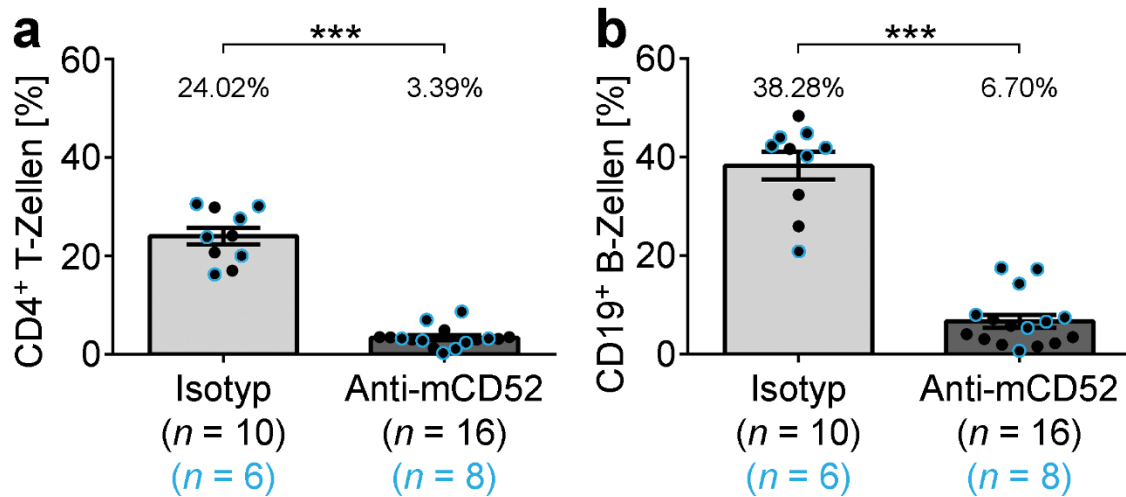 a
***
CD4⁺ T-Zellen [%]
60
40
20
0
24.02%
3.39%
Isotyp
(n = 10)
(n = 6)
Anti-mCD52
(n = 16)
(n = 8)
b
***
CD19⁺ B-Zellen [%]
60
40
20
0
38.28%
6.70%
Isotyp
(n = 10)
(n = 6)
Anti-mCD52
(n = 16)
(n = 8)